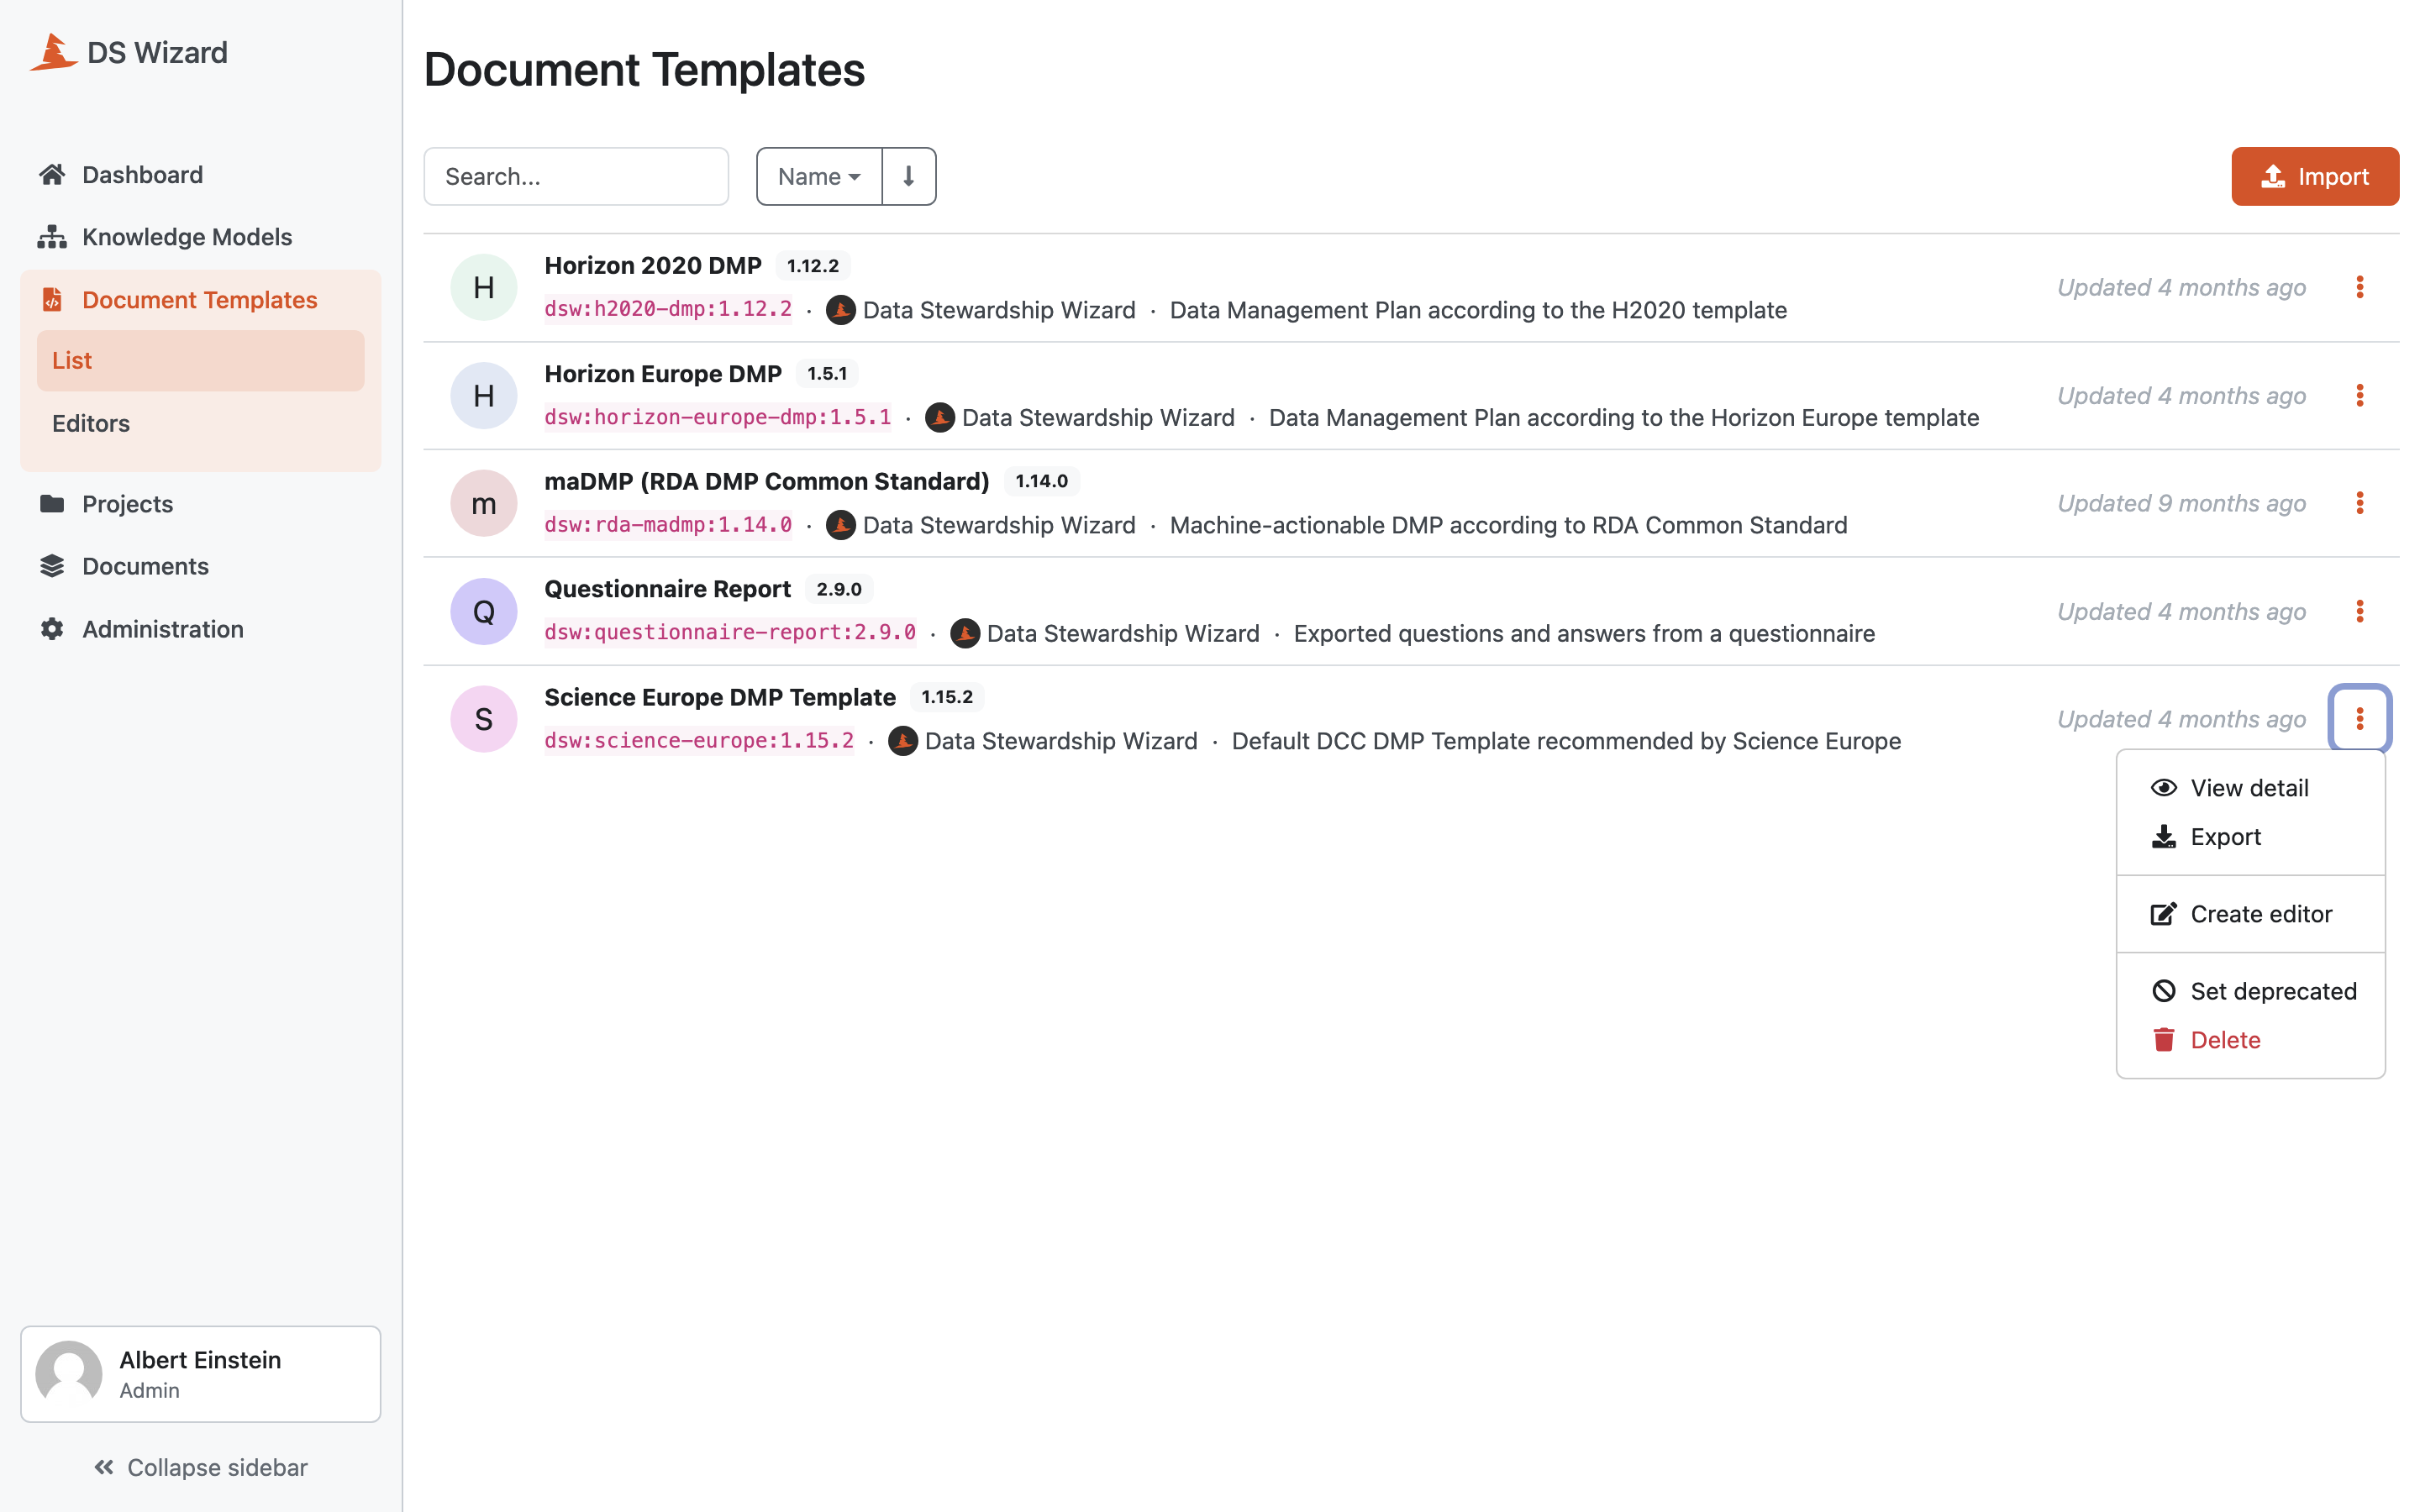 DS Wizard
Dashboard
Knowledge Models
Document Templates
List
Editors
Projects
Documents
Administration
Albert Einstein
Admin
Collapse sidebar
Document Templates
Search...
Name
Import
H
Horizon 2020 DMP 1.12.2
dsw:h2020-dmp:1.12.2 · Data Stewardship Wizard · Data Management Plan according to the H2020 template
Updated 4 months ago
H
Horizon Europe DMP 1.5.1
dsw:horizon-europe-dmp:1.5.1 · Data Stewardship Wizard · Data Management Plan according to the Horizon Europe template
Updated 4 months ago
m
maDMP (RDA DMP Common Standard) 1.14.0
dsw:rda-madmp:1.14.0 · Data Stewardship Wizard · Machine-actionable DMP according to RDA Common Standard
Updated 9 months ago
Q
Questionnaire Report 2.9.0
dsw:questionnaire-report:2.9.0 · Data Stewardship Wizard · Exported questions and answers from a questionnaire
Updated 4 months ago
S
Science Europe DMP Template 1.15.2
dsw:science-europe:1.15.2 · Data Stewardship Wizard · Default DCC DMP Template recommended by Science Europe
Updated 4 months ago
View detail
Export
Create editor
Set deprecated
Delete